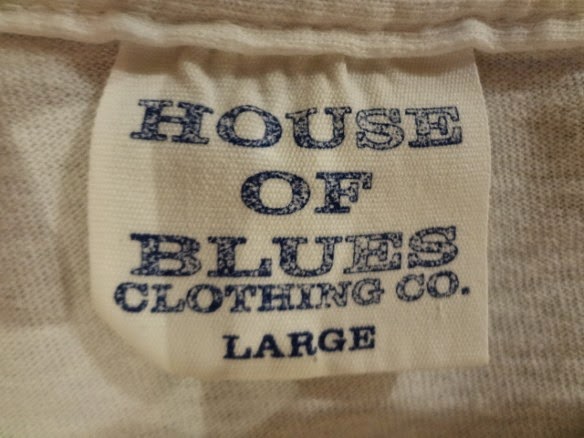 HOUSE
OF
BLUES
CLOTHING CO.
LARGE